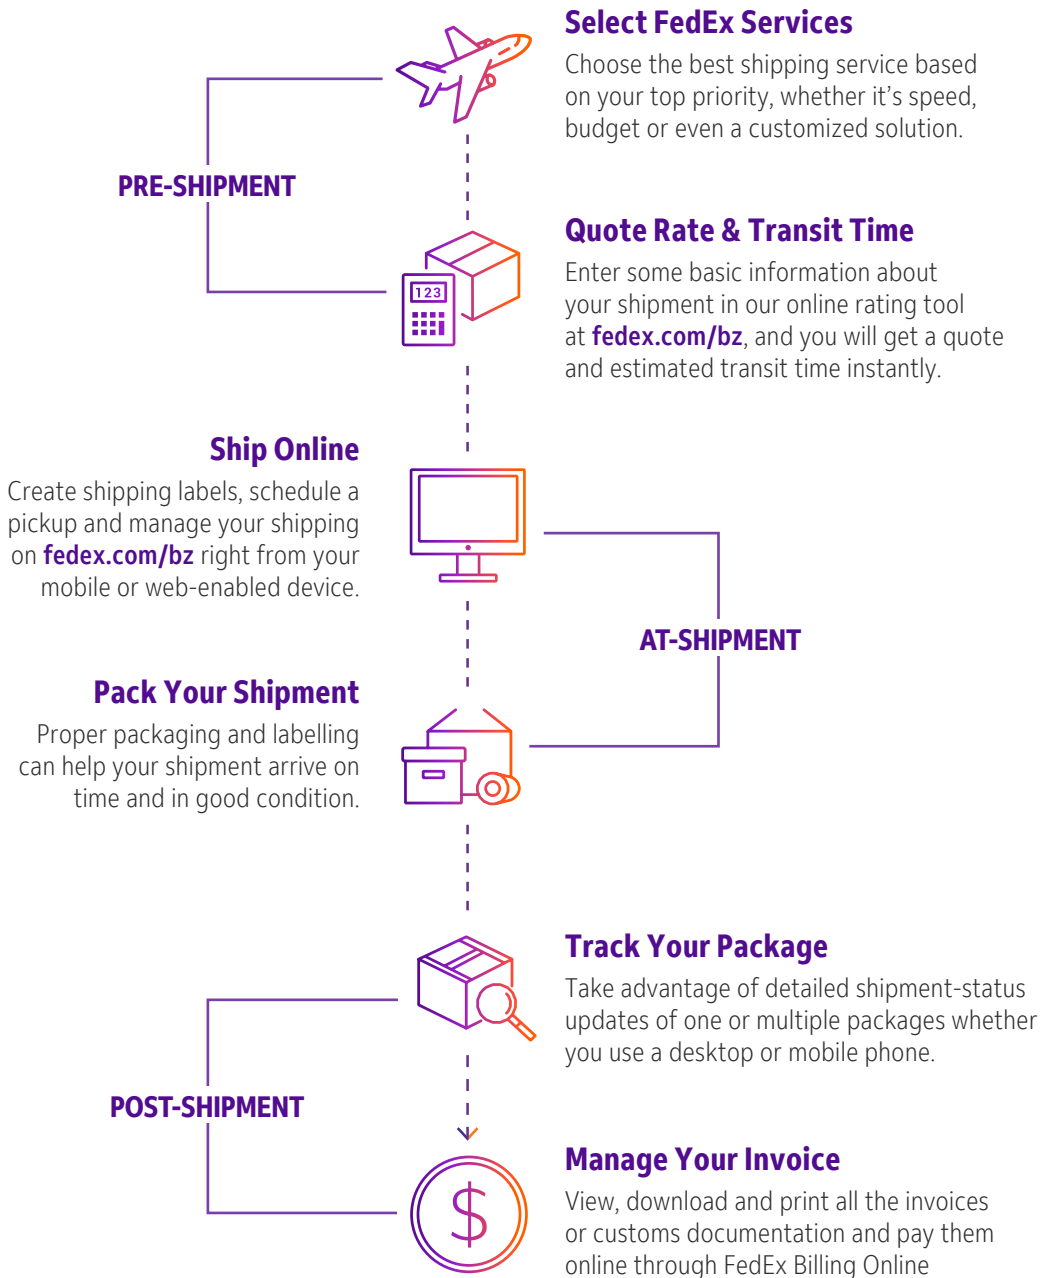 Select FedEx Services
Choose the best shipping service based
on your top priority, whether it’s speed,
budget or even a customized solution.
PRE-SHIPMENT
Quote Rate & Transit Time
Enter some basic information about
your shipment in our online rating tool
at fedex.com/bz, and you will get a quote
and estimated transit time instantly.
123
Ship Online
Create shipping labels, schedule a
pickup and manage your shipping
on fedex.com/bz right from your
mobile or web-enabled device.
AT-SHIPMENT
Pack Your Shipment
Proper packaging and labelling
can help your shipment arrive on
time and in good condition.
Track Your Package
Take advantage of detailed shipment-status
updates of one or multiple packages whether
you use a desktop or mobile phone.
POST-SHIPMENT
Manage Your Invoice
View, download and print all the invoices
or customs documentation and pay them
online through FedEx Billing Online
$